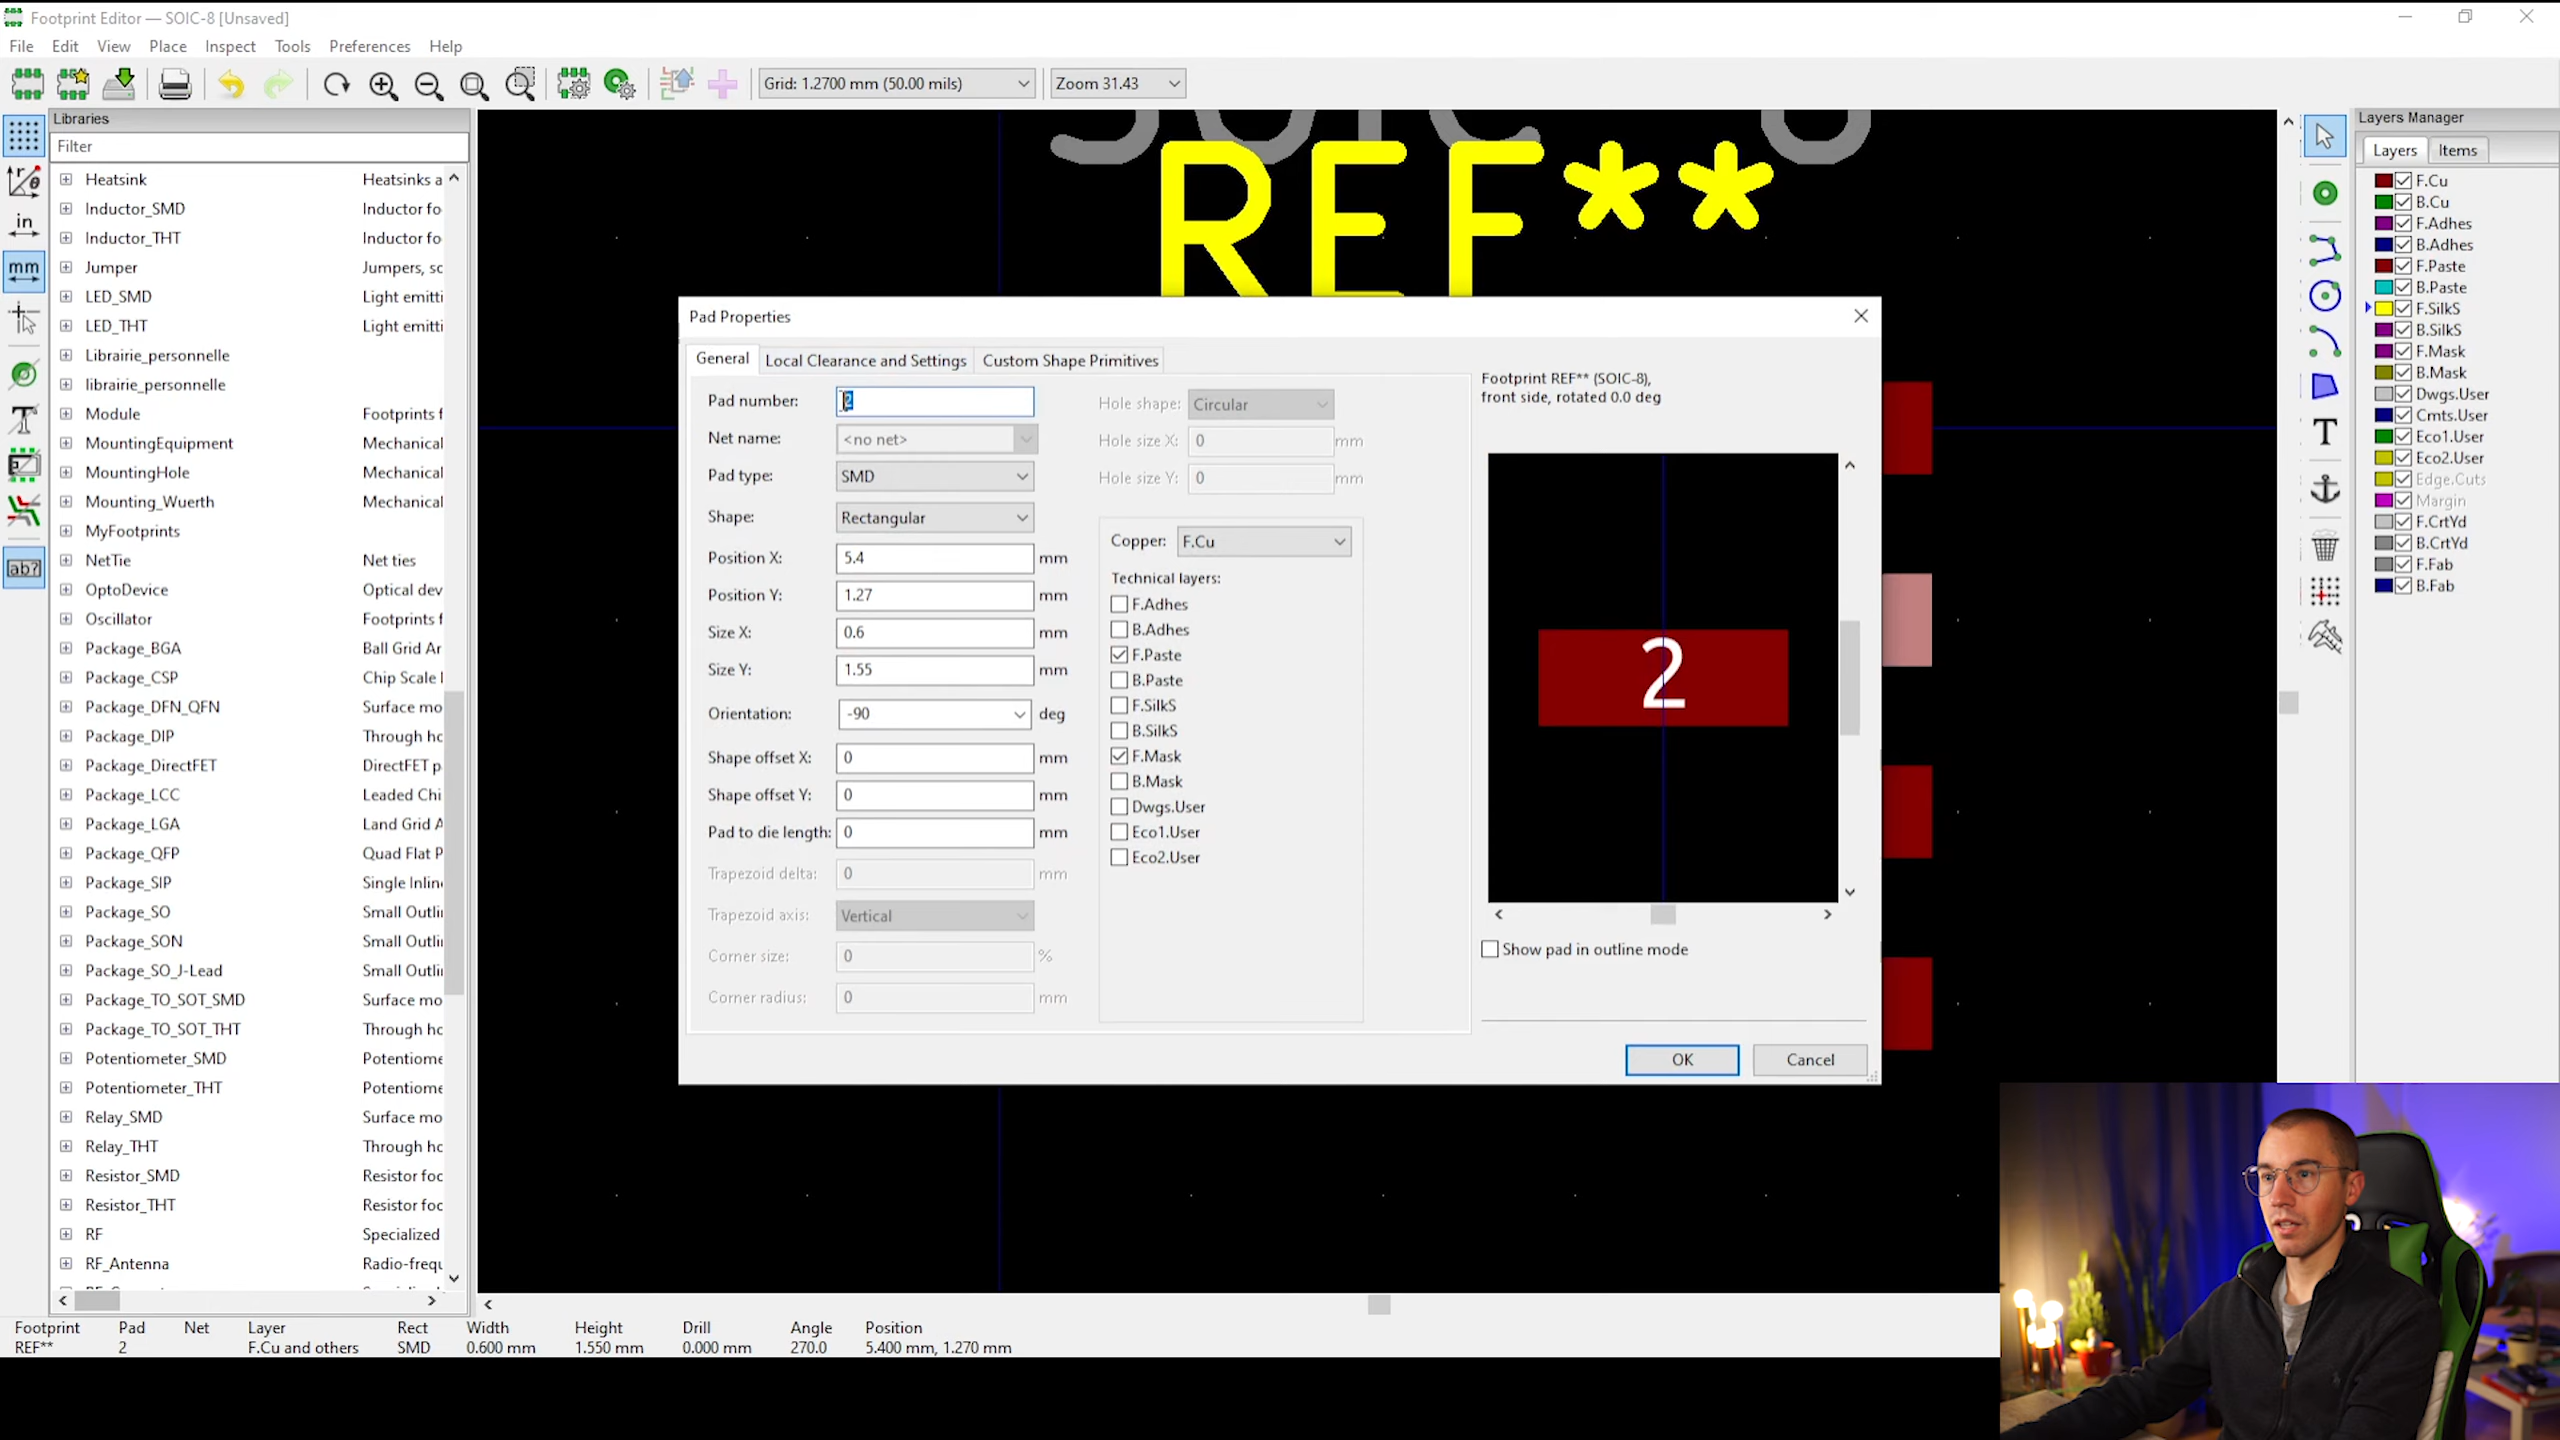 Footprint Editor — SOIC-8 [Unsaved]
File Edit View Place Inspect Tools Preferences Help
Grid: 1.2700 mm (50.00 mils)
Zoom 31.43
Libraries
Filter
Heatsink Heatsinks a
Inductor_SMD Inductor fo
Inductor_THT Inductor fo
Jumper Jumpers, sc
LED_SMD Light emitti
LED_THT Light emitti
Librairie_personnelle
librairie_personnelle
Module Footprints f
MountingEquipment Mechanical
MountingHole Mechanical
Mounting_Wuerth Mechanical
MyFootprints
NetTie Net ties
OptoDevice Optical dev
Oscillator Footprints f
Package_BGA Ball Grid Ar
Package_CSP Chip Scale
Package_DFN_QFN Surface mo
Package_DIP Through ho
Package_DirectFET DirectFET p
Package_LCC Leaded Chi
Package_LGA Land Grid A
Package_QFP Quad Flat P
Package_SIP Single Inlin
Package_SO Small Outli
Package_SON Small Outli
Package_SO_J-Lead Small Outli
Package_TO_SOT_SMD Surface mo
Package_TO_SOT_THT Through ho
Potentiometer_SMD Potentiome
Potentiometer_THT Potentiome
Relay_SMD Surface mo
Relay_THT Through ho
Resistor_SMD Resistor foc
Resistor_THT Resistor foc
RF Specialized
RF_Antenna Radio-frequ
in
mm
ab?
SOIC-8
REF**
Pad Properties
General Local Clearance and Settings Custom Shape Primitives
Pad number: 2
Net name: <no net>
Pad type: SMD
Shape: Rectangular
Position X: 5.4 mm
Position Y: 1.27 mm
Size X: 0.6 mm
Size Y: 1.55 mm
Orientation: -90 deg
Shape offset X: 0 mm
Shape offset Y: 0 mm
Pad to die length: 0 mm
Trapezoid delta: 0 mm
Trapezoid axis: Vertical
Corner size: 0 %
Corner radius: 0 mm
Hole shape: Circular
Hole size X: 0 mm
Hole size Y: 0 mm
Copper: F.Cu
Technical layers:
F.Adhes
B.Adhes
F.Paste
B.Paste
F.SilkS
B.SilkS
F.Mask
B.Mask
Dwgs.User
Eco1.User
Eco2.User
Footprint REF** (SOIC-8),
front side, rotated 0.0 deg
2
Show pad in outline mode
OK Cancel
Layers Manager
Layers Items
F.Cu
B.Cu
F.Adhes
B.Adhes
F.Paste
B.Paste
F.SilkS
B.SilkS
F.Mask
B.Mask
Dwgs.User
Cmts.User
Eco1.User
Eco2.User
Edge.Cuts
Margin
F.CrtYd
B.CrtYd
F.Fab
B.Fab
Footprint Pad Net Layer Rect Width Height Drill Angle Position
REF** 2 F.Cu and others SMD 0.600 mm 1.550 mm 0.000 mm 270.0 5.400 mm, 1.270 mm